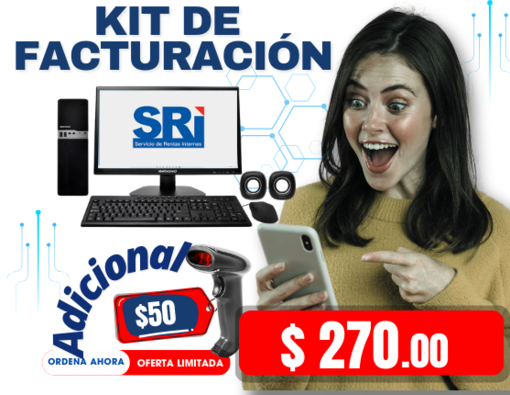 KIT DE
FACTURACIÓN
SRi
Servicio de Rentas Internas
Adicional
$50
ORDENA AHORA
OFERTA LIMITADA
$ 270.00